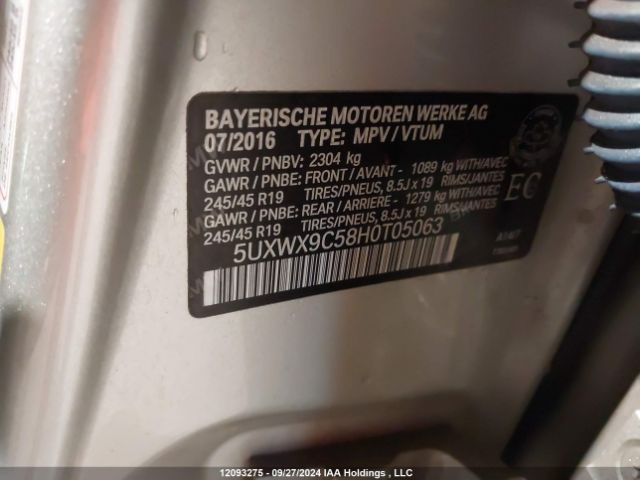 BAYERISCHE MOTOREN WERKE AG
07/2016 TYPE: MPV / VTUM
GVWR / PNBV: 2304 kg
GAWR / PNBE: FRONT / AVANT - 1089 kg WITH/AVEC
245/45 R19 TIRES/PNEUS, 8.5J x 19 RIMS/JANTES
GAWR / PNBE: REAR / ARRIERE - 1279 kg WITH/AVEC
245/45 R19 TIRES/PNEUS, 8.5J x 19 RIMS/JANTES
EC
5UXWX9C58H0T05063
12093275 - 09/27/2024 IAA Holdings , LLC